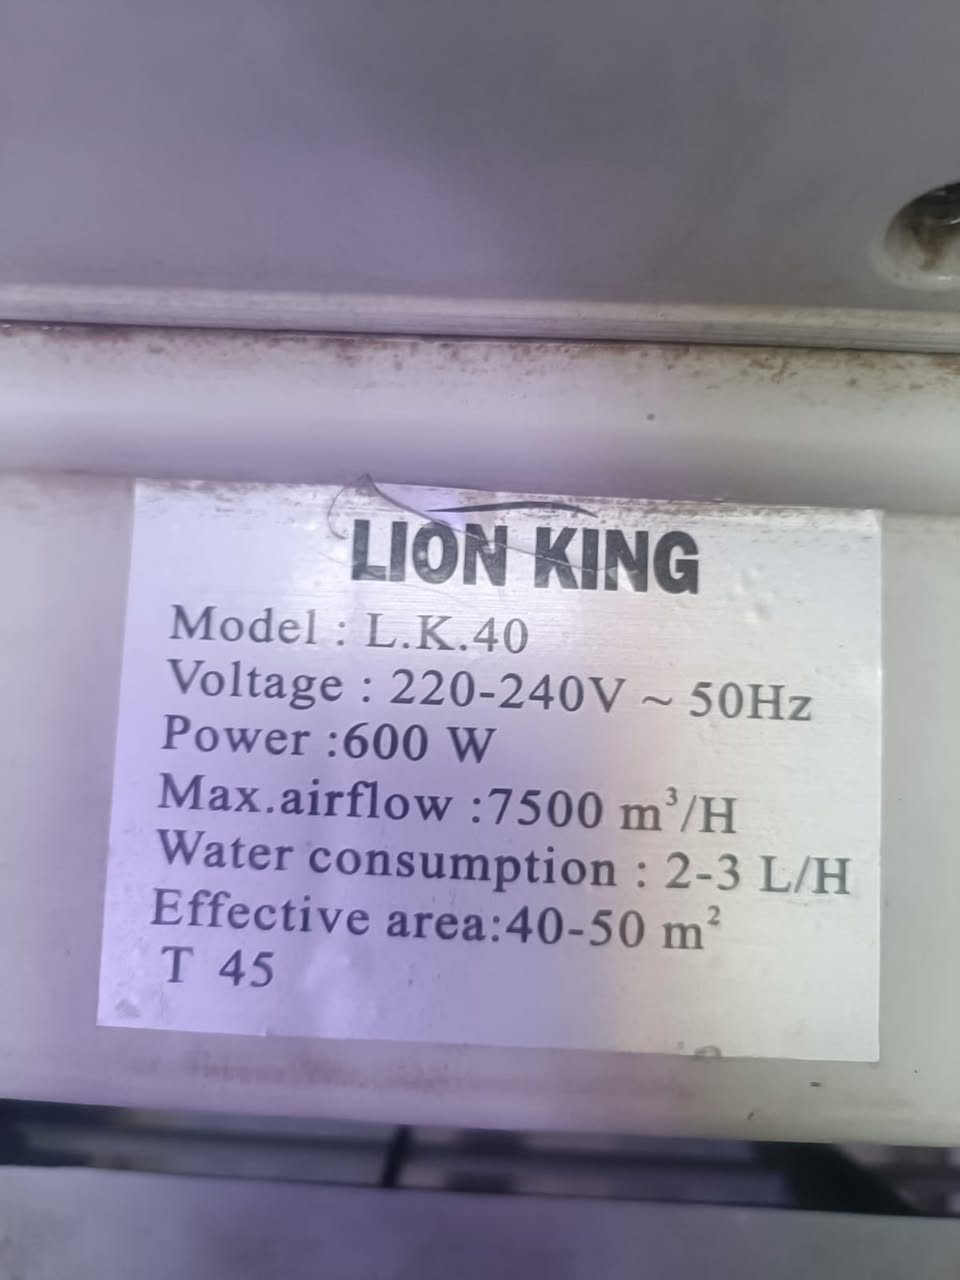 LION KING
Model : L.K.40
Voltage : 220-240V ~ 50Hz
Power :600 W
Max.airflow :7500 m³/H
Water consumption : 2-3 L/H
Effective area:40-50 m²
T 45